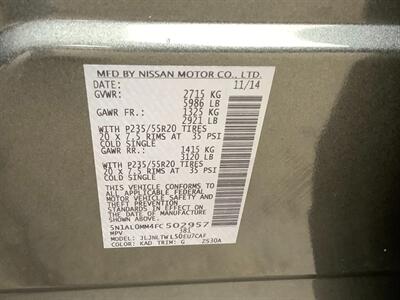 MFD BY NISSAN MOTOR CO., LTD.
DATE: 11/14
GVWR: 2715 KG
5986 LB
GAWR FR.: 1325 KG
2921 LB
WITH P235/55R20 TIRES
20 x 7.5 RIMS AT 35 PSI
COLD SINGLE
GAWR RR.: 1415 KG
3120 LB
WITH P235/55R20 TIRES
20 x 7.5 RIMS AT 35 PSI
COLD SINGLE
THIS VEHICLE CONFORMS TO
ALL APPLICABLE FEDERAL
MOTOR VEHICLE SAFETY AND
THEFT PREVENTION
STANDARDS IN EFFECT ON
THE DATE OF MANUFACTURE
SHOWN ABOVE.
5N1AL0MM4FC502957
MPV 381
MODEL: JLJNLTWL50EU7CAF
COLOR: KAD TRIM: G Z530A